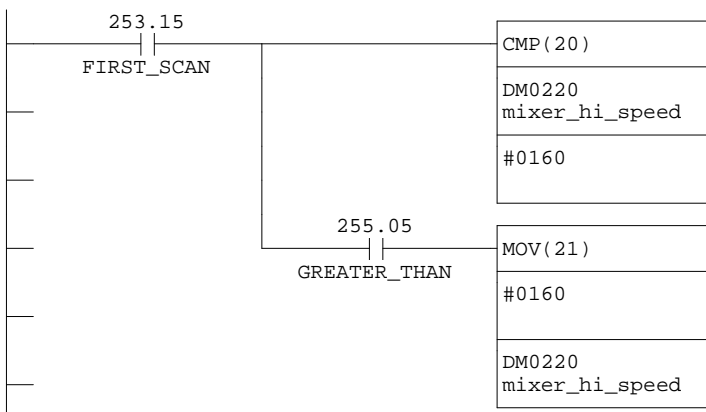 253.15
FIRST_SCAN
CMP(20)
DM0220
mixer_hi_speed
#0160
255.05
GREATER_THAN
MOV(21)
#0160
DM0220
mixer_hi_speed